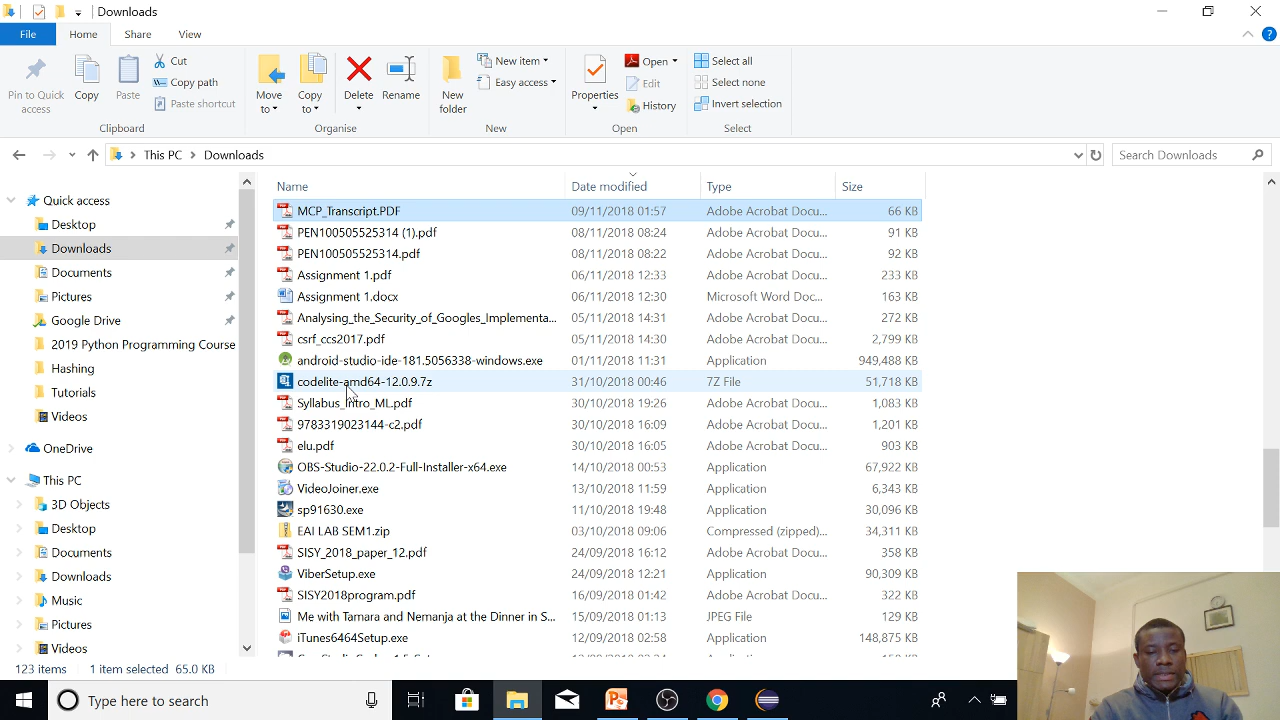 Downloads
File Home Share View
Pin to Quick access
Copy
Paste
Cut
Copy path
Paste shortcut
Clipboard
Move to
Copy to
Delete
Rename
Organise
New folder
New item
Easy access
New
Properties
Open
Edit
History
Open
Select all
Select none
Invert selection
Select
This PC > Downloads
Search Downloads
Quick access
Desktop
Downloads
Documents
Pictures
Google Drive
2019 Python Programming Course
Hashing
Tutorials
Videos
OneDrive
This PC
3D Objects
Desktop
Documents
Downloads
Music
Pictures
Videos
Name Date modified Type Size
MCP_Transcript.PDF 09/11/2018 01:57 Adobe Acrobat Docu... 66 KB
PEN100505525314 (1).pdf 08/11/2018 08:24 Adobe Acrobat Docu... 91 KB
PEN100505525314.pdf 08/11/2018 08:22 Adobe Acrobat Docu... 92 KB
Assignment 1.pdf 06/11/2018 12:33 Adobe Acrobat Docu... 233 KB
Assignment 1.docx 06/11/2018 12:30 Microsoft Word Doc... 163 KB
Analysing_the_Security_of_Googles_Implementa... 05/11/2018 14:31 Adobe Acrobat Docu... 272 KB
csrf_ccs2017.pdf 05/11/2018 14:30 Adobe Acrobat Docu... 2,799 KB
android-studio-ide-181.5056338-windows.exe 01/11/2018 11:31 Application 949,488 KB
codelite-amd64-12.0.9.7z 31/10/2018 00:46 7Z File 51,718 KB
Syllabus_Intro_ML.pdf 30/10/2018 19:26 Adobe Acrobat Docu... 1,083 KB
9783319023144-c2.pdf 30/10/2018 16:09 Adobe Acrobat Docu... 1,201 KB
elu.pdf 30/10/2018 16:05 Adobe Acrobat Docu... 903 KB
OBS-Studio-22.0.2-Full-Installer-x64.exe 14/10/2018 00:53 Application 67,922 KB
VideoJoiner.exe 13/10/2018 11:59 Application 6,343 KB
sp91630.exe 11/10/2018 19:48 Application 30,096 KB
EAI LAB SEM1.zip 03/10/2018 09:06 Compressed (zipped)... 34,311 KB
SISY_2018_paper_12.pdf 24/09/2018 16:12 Adobe Acrobat Docu... 358 KB
ViberSetup.exe 24/09/2018 12:21 Application 90,309 KB
SISY2018program.pdf 16/09/2018 01:42 Adobe Acrobat Docu... 322 KB
Me with Tamara and Nemanja at the Dinner in S... 15/09/2018 01:13 JPEG File 129 KB
iTunes6464Setup.exe 12/09/2018 02:58 Application 148,875 KB
123 items 1 item selected 65.0 KB
Type here to search